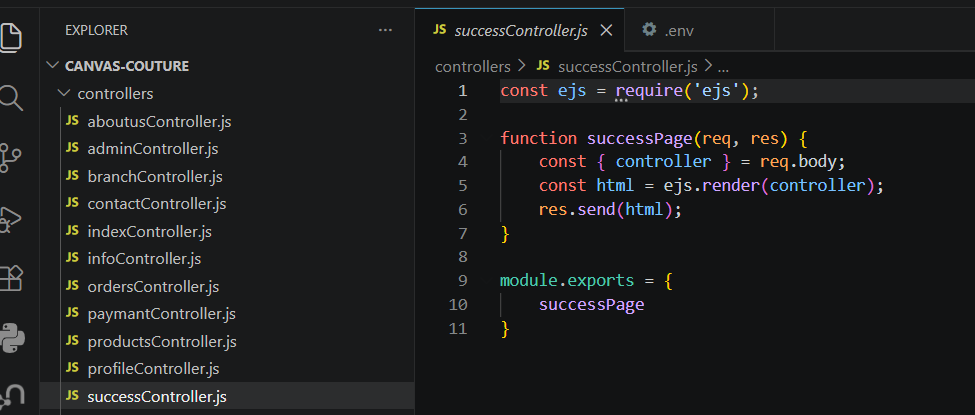 EXPLORER
...
CANVAS-COUTURE
controllers
JS aboutusController.js
JS adminController.js
JS branchController.js
JS contactController.js
JS indexController.js
JS infoController.js
JS ordersController.js
JS paymantController.js
JS productsController.js
JS profileController.js
JS successController.js
JS successController.js
.env
controllers > JS successController.js > ...
1 const ejs = require('ejs');
2
3 function successPage(req, res) {
4     const { controller } = req.body;
5     const html = ejs.render(controller);
6     res.send(html);
7 }
8
9 module.exports = {
10     successPage
11 }